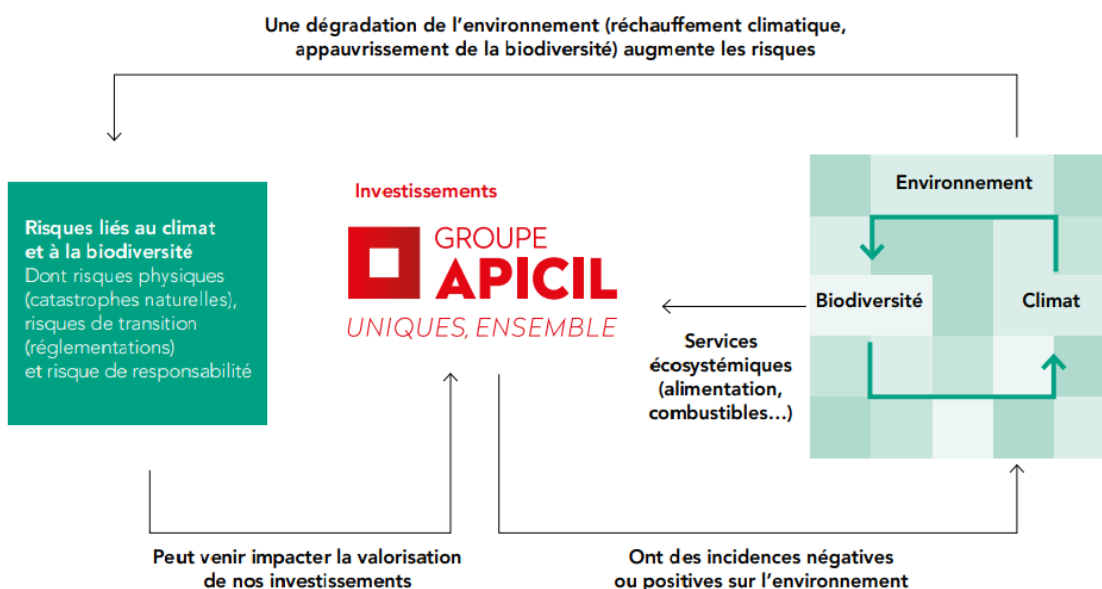 Une dégradation de l’environnement (réchauffement climatique,
appauvrissement de la biodiversité) augmente les risques
Risques liés au climat
et à la biodiversité
Dont risques physiques
(catastrophes naturelles),
risques de transition
(réglementations)
et risque de responsabilité
Investissements
GROUPE
APICIL
UNIQUES, ENSEMBLE
Services
écosystémiques
(alimentation,
combustibles…)
Environnement
Biodiversité
Climat
Peut venir impacter la valorisation
de nos investissements
Ont des incidences négatives
ou positives sur l’environnement